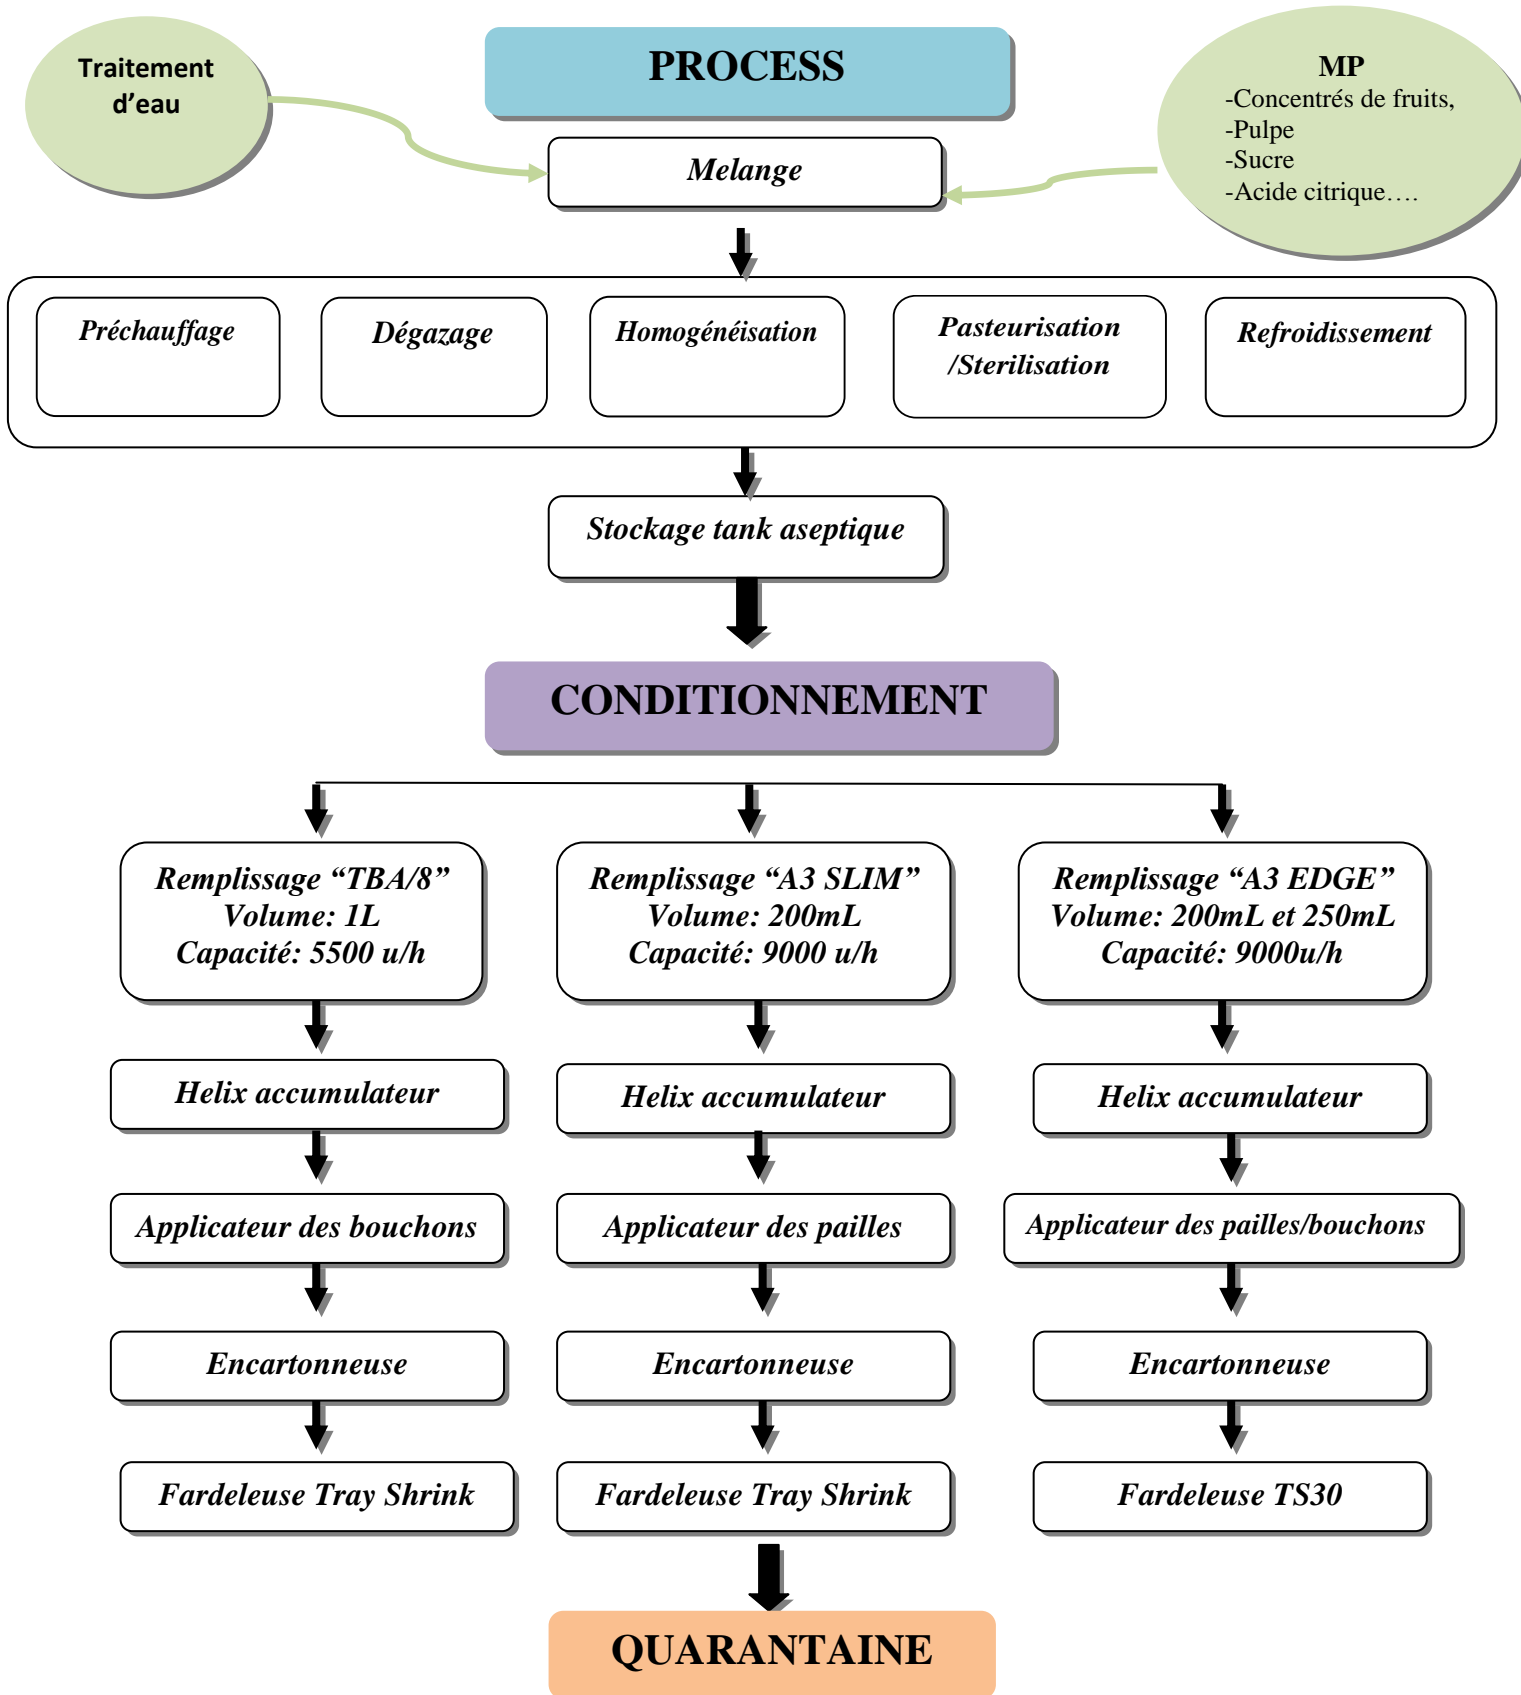 Traitement
d’eau
PROCESS
MP
-Concentrés de fruits,
-Pulpe
-Sucre
-Acide citrique….
Melange
Préchauffage
Dégazage
Homogénéisation
Pasteurisation
/Sterilisation
Refroidissement
Stockage tank aseptique
CONDITIONNEMENT
Remplissage “TBA/8”
Volume: 1L
Capacité: 5500 u/h
Remplissage “A3 SLIM”
Volume: 200mL
Capacité: 9000 u/h
Remplissage “A3 EDGE”
Volume: 200mL et 250mL
Capacité: 9000u/h
Helix accumulateur
Helix accumulateur
Helix accumulateur
Applicateur des bouchons
Applicateur des pailles
Applicateur des pailles/bouchons
Encartonneuse
Encartonneuse
Encartonneuse
Fardeleuse Tray Shrink
Fardeleuse Tray Shrink
Fardeleuse TS30
QUARANTAINE